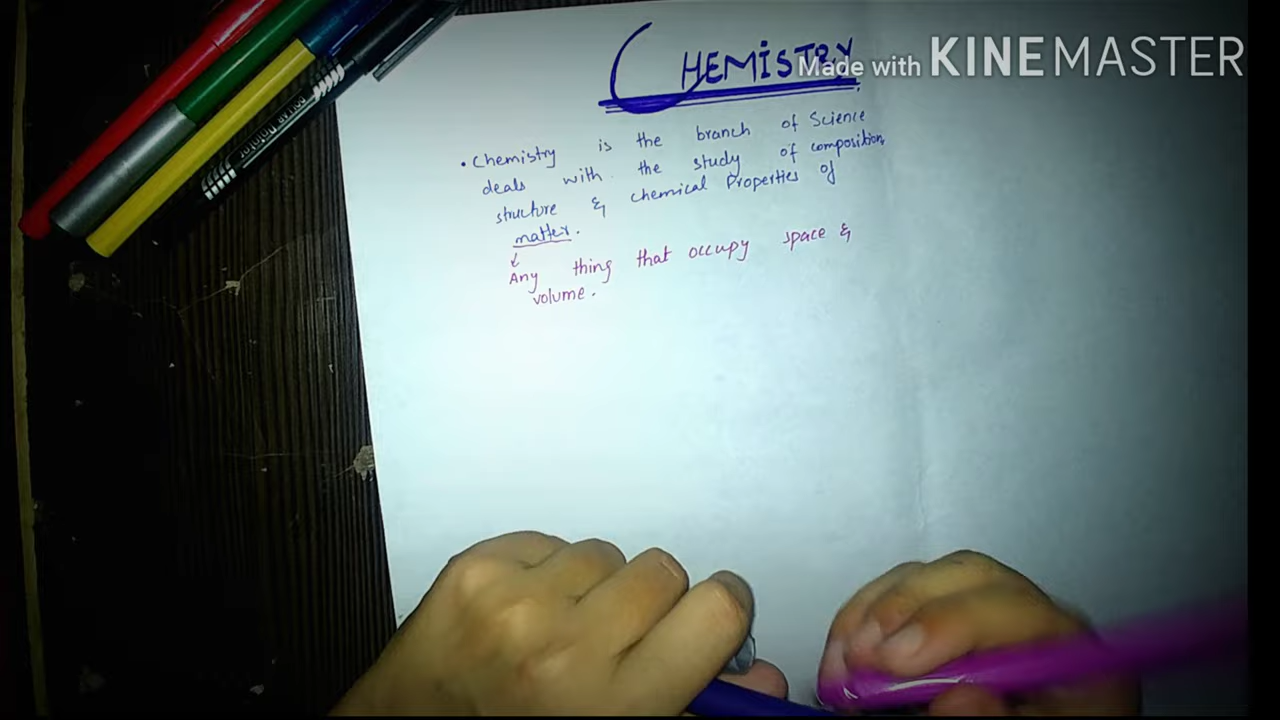 CHEMiSTRY
Made with KINEMASTER
• Chemistry is the branch of Science
deals with the study of composition,
structure & chemical Properties of
matter.
↓
Any thing that occupy space &
volume.